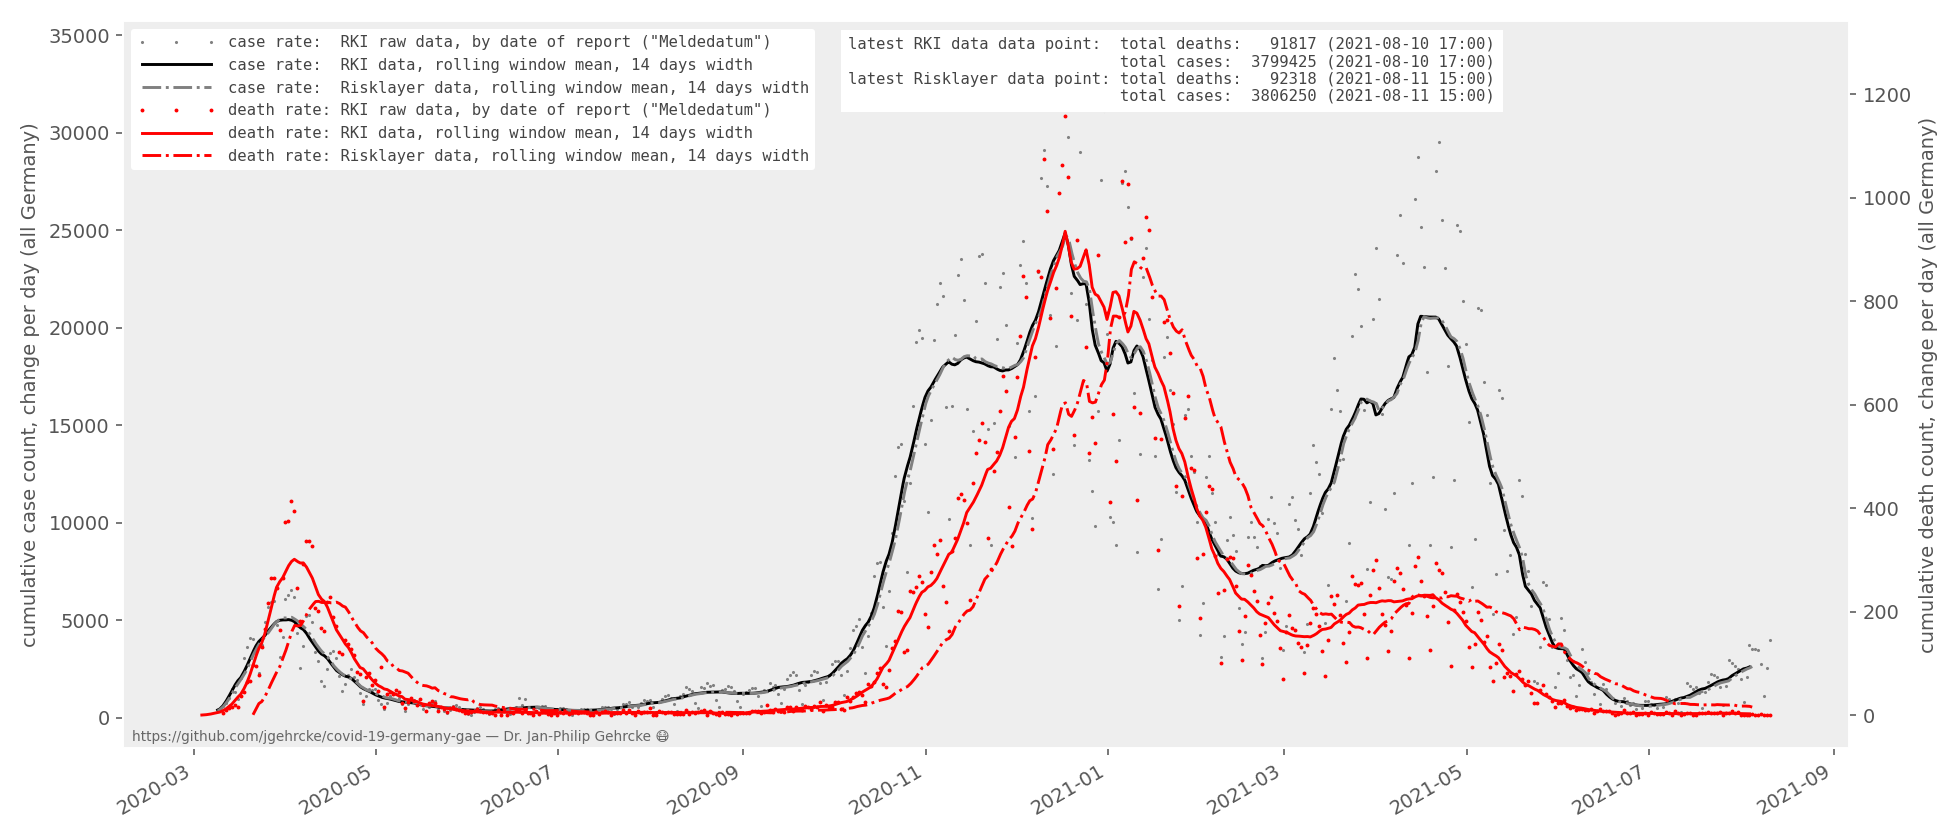 case rate:  RKI raw data, by date of report ("Meldedatum")
case rate:  RKI data, rolling window mean, 14 days width
case rate:  Risklayer data, rolling window mean, 14 days width
death rate: RKI raw data, by date of report ("Meldedatum")
death rate: RKI data, rolling window mean, 14 days width
death rate: Risklayer data, rolling window mean, 14 days width
latest RKI data data point:  total deaths:   91817 (2021-08-10 17:00)
total cases:  3799425 (2021-08-10 17:00)
latest Risklayer data point: total deaths:   92318 (2021-08-11 15:00)
total cases:  3806250 (2021-08-11 15:00)
cumulative case count, change per day (all Germany)
35000
30000
25000
20000
15000
10000
5000
0
cumulative death count, change per day (all Germany)
1200
1000
800
600
400
200
0
https://github.com/jgehrcke/covid-19-germany-gae — Dr. Jan-Philip Gehrcke 😷
2020-03
2020-05
2020-07
2020-09
2020-11
2021-01
2021-03
2021-05
2021-07
2021-09